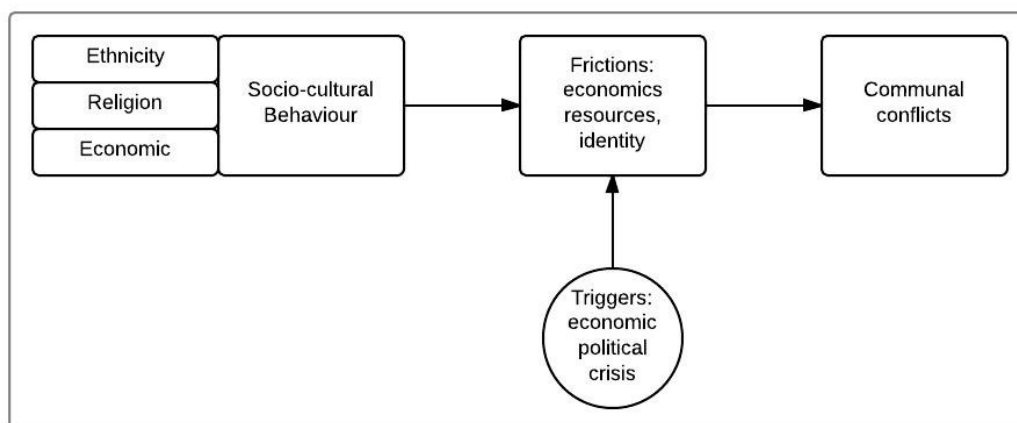 Ethnicity
Religion
Economic
Socio-cultural
Behaviour
Frictions:
economics
resources,
identity
Communal
conflicts
Triggers:
economic
political
crisis